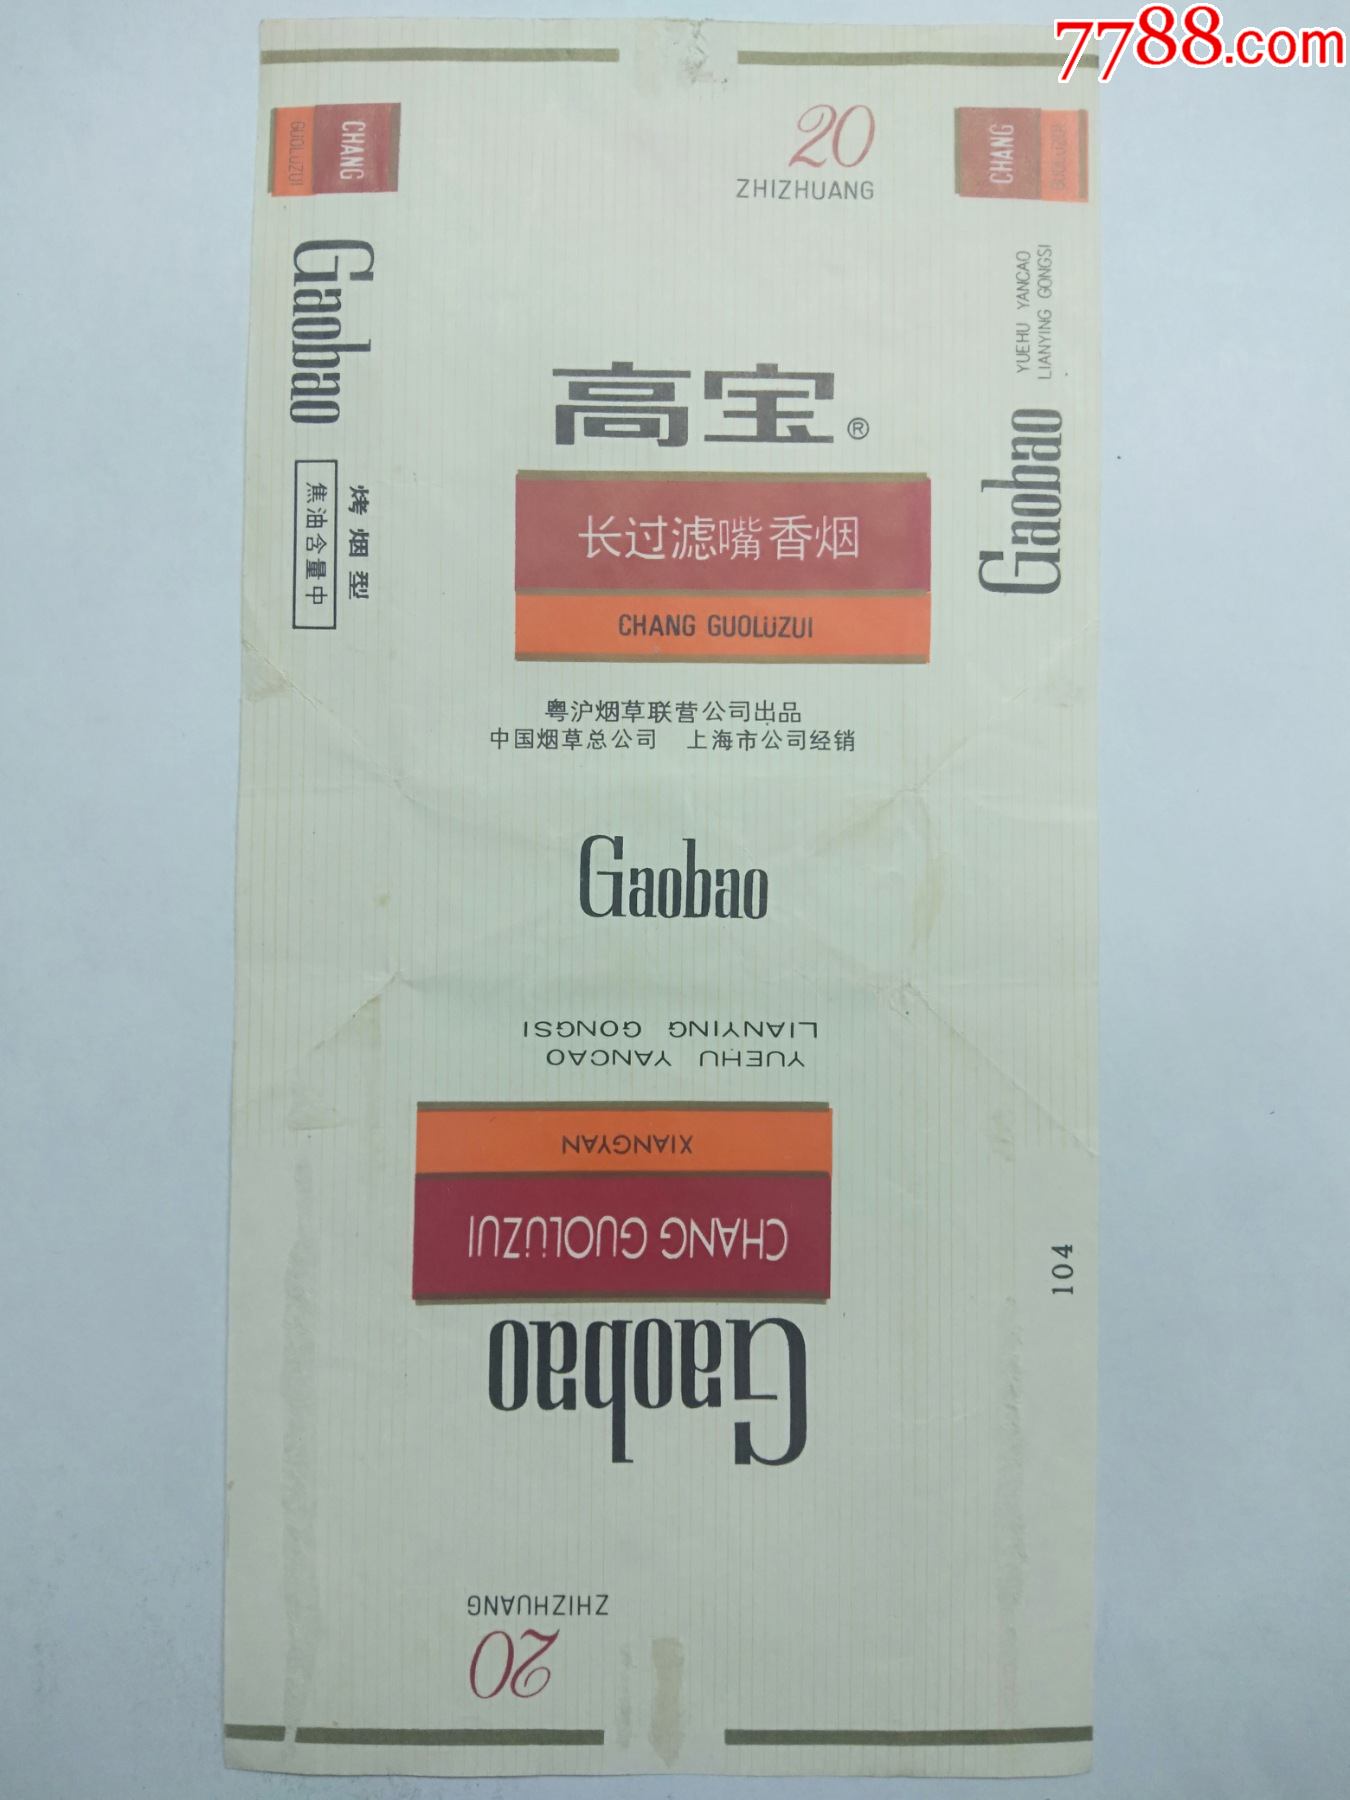 7788.com
CHANG
GUOLÜZUI
20
ZHIZHUANG
CHANG
GUOLÜZUI
Gaobao
烤烟型
焦油含量中
YUEHU YANCAO
LIANYING GONGSI
Gaobao
高宝®
长过滤嘴香烟
CHANG GUOLÜZUI
粤沪烟草联营公司出品
中国烟草总公司 上海市公司经销
Gaobao
YUEHU YANCAO
LIANYING GONGSI
XIANGYAN
CHANG GUOLÜZUI
Gaobao
104
ZHIZHUANG
20